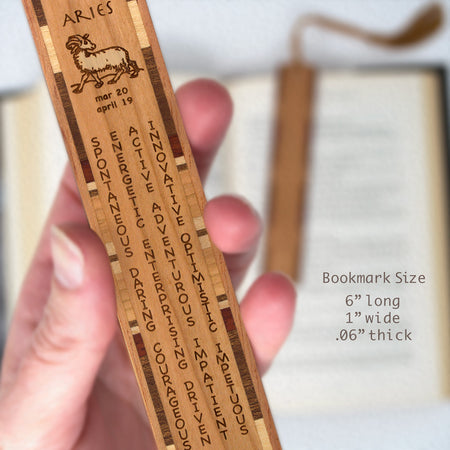 ARIES
mar 20
april 19
SPONTANEOUS DARING COURAGEOUS
ENERGETIC ENTERPRISING DRIVEN
ACTIVE ADVENTUROUS IMPATIENT
INNOVATIVE OPTIMISTIC IMPETUOUS
Bookmark Size
6” long
1” wide
.06” thick